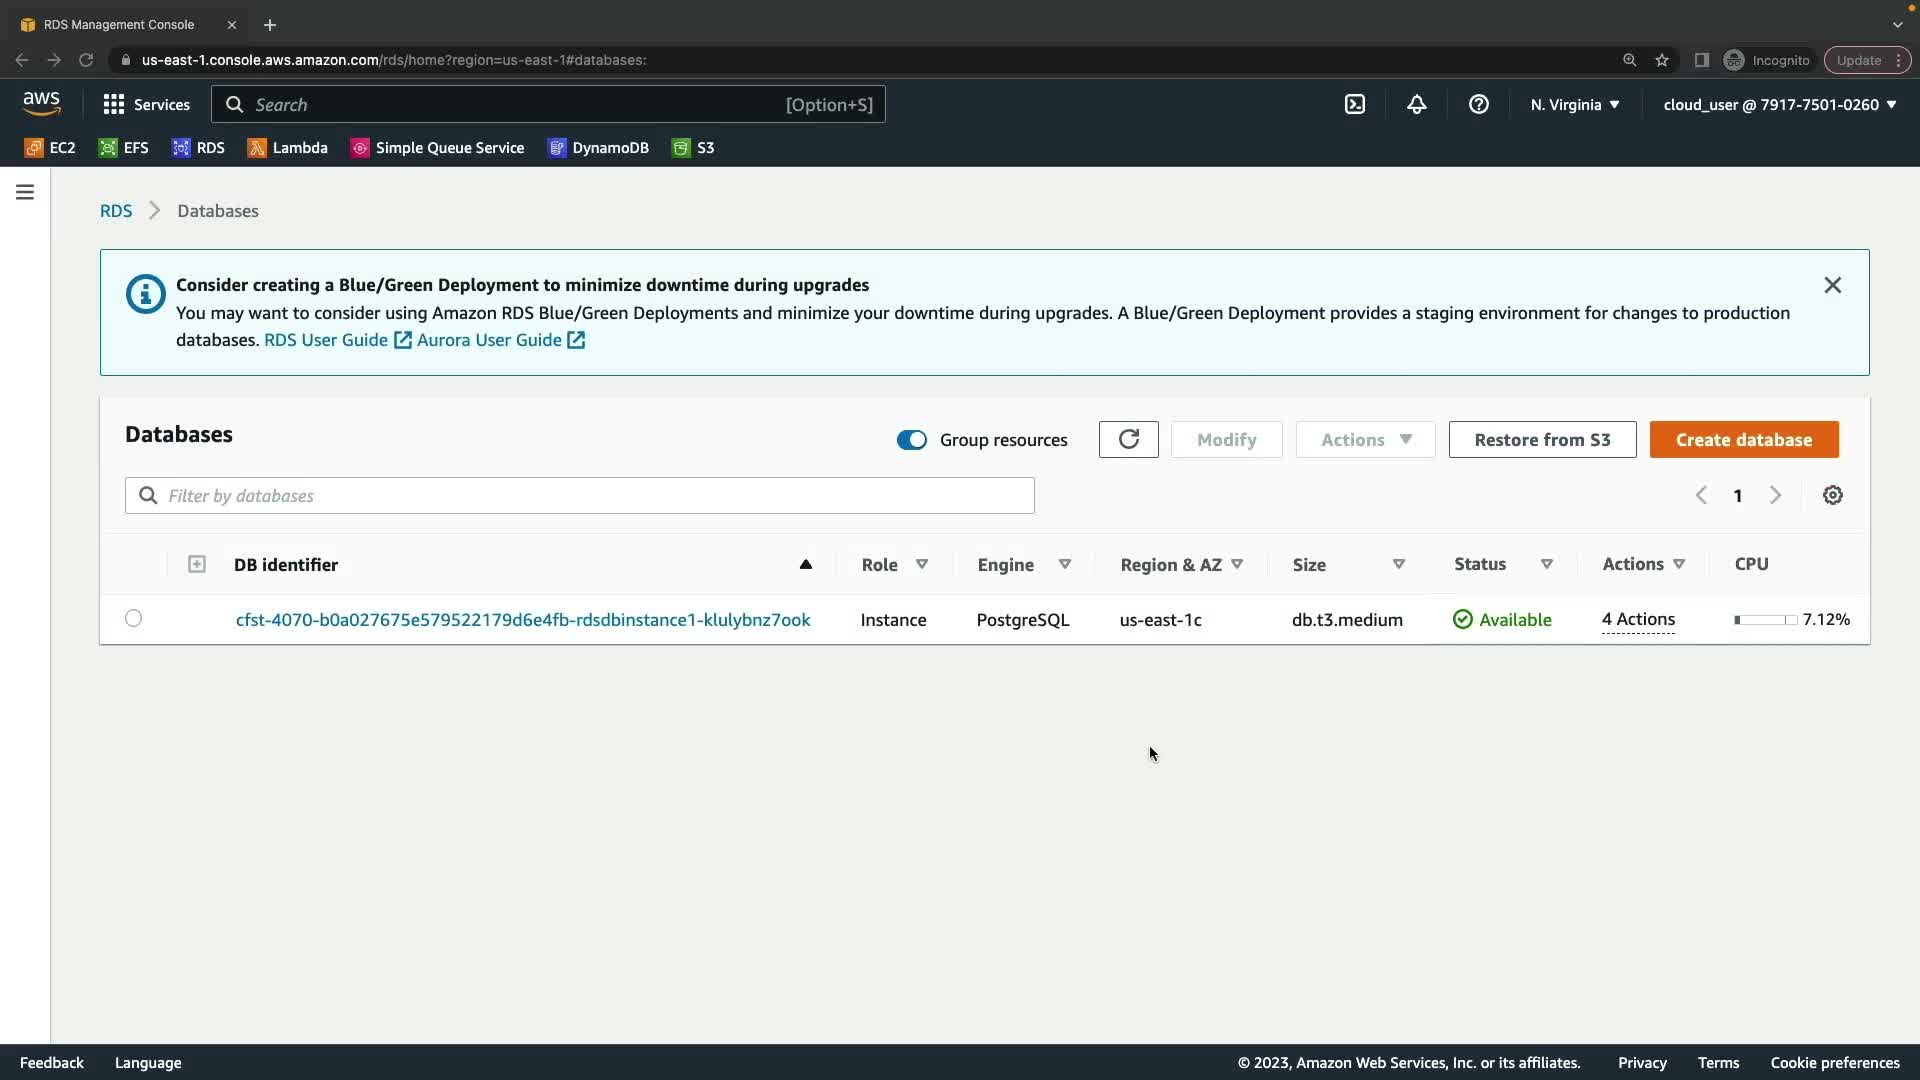 RDS Management Console
us-east-1.console.aws.amazon.com/rds/home?region=us-east-1#databases:
Incognito
Update
aws
Services
Search
[Option+S]
N. Virginia
cloud_user @ 7917-7501-0260
EC2
EFS
RDS
Lambda
Simple Queue Service
DynamoDB
S3
RDS
Databases
Consider creating a Blue/Green Deployment to minimize downtime during upgrades
You may want to consider using Amazon RDS Blue/Green Deployments and minimize your downtime during upgrades. A Blue/Green Deployment provides a staging environment for changes to production
databases. RDS User Guide Aurora User Guide
Databases
Group resources
Modify
Actions
Restore from S3
Create database
Filter by databases
1
DB identifier
Role
Engine
Region & AZ
Size
Status
Actions
CPU
cfst-4070-b0a027675e579522179d6e4fb-rdsdbinstance1-klulybnz7ook
Instance
PostgreSQL
us-east-1c
db.t3.medium
Available
4 Actions
7.12%
Feedback
Language
© 2023, Amazon Web Services, Inc. or its affiliates.
Privacy
Terms
Cookie preferences